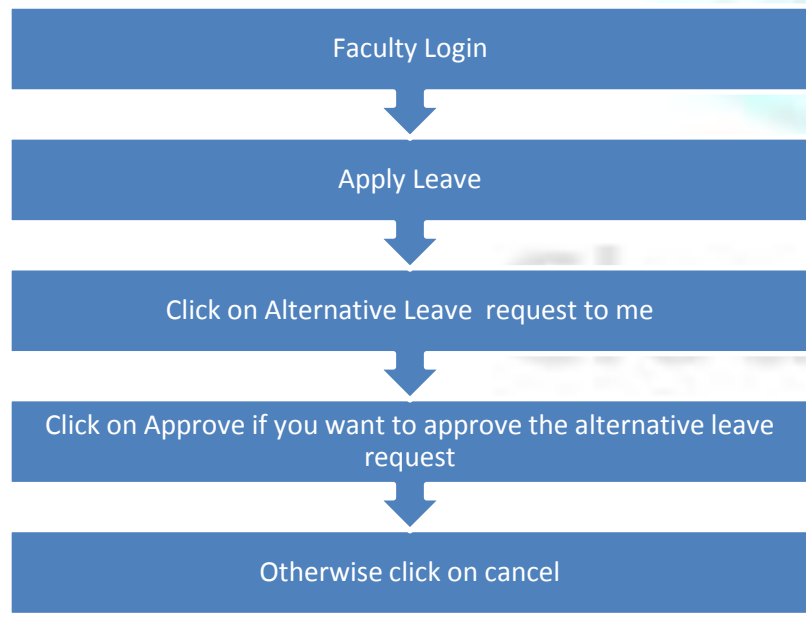 Faculty Login
Apply Leave
Click on Alternative Leave  request to me
Click on Approve if you want to approve the alternative leave
request
Otherwise click on cancel